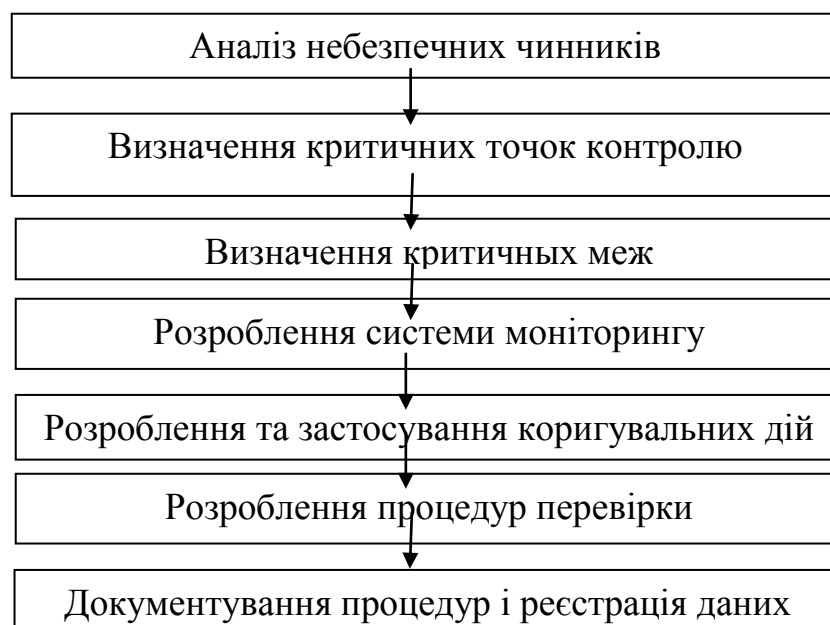 Аналіз небезпечних чинників
Визначення критичних точок контролю
Визначення критичних меж
Розроблення системи моніторингу
Розроблення та застосування коригувальних дій
Розроблення процедур перевірки
Документування процедур і реєстрація даних